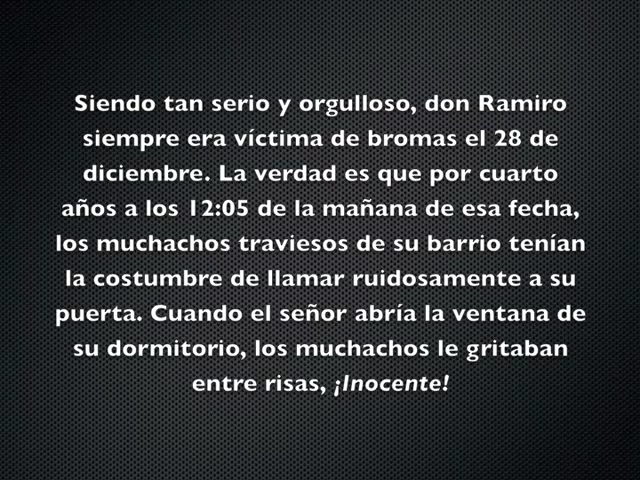 Siendo tan serio y orgulloso, don Ramiro
siempre era víctima de bromas el 28 de
diciembre. La verdad es que por cuarto
años a los 12:05 de la mañana de esa fecha,
los muchachos traviesos de su barrio tenían
la costumbre de llamar ruidosamente a su
puerta. Cuando el señor abría la ventana de
su dormitorio, los muchachos le gritaban
entre risas, ¡Inocente!